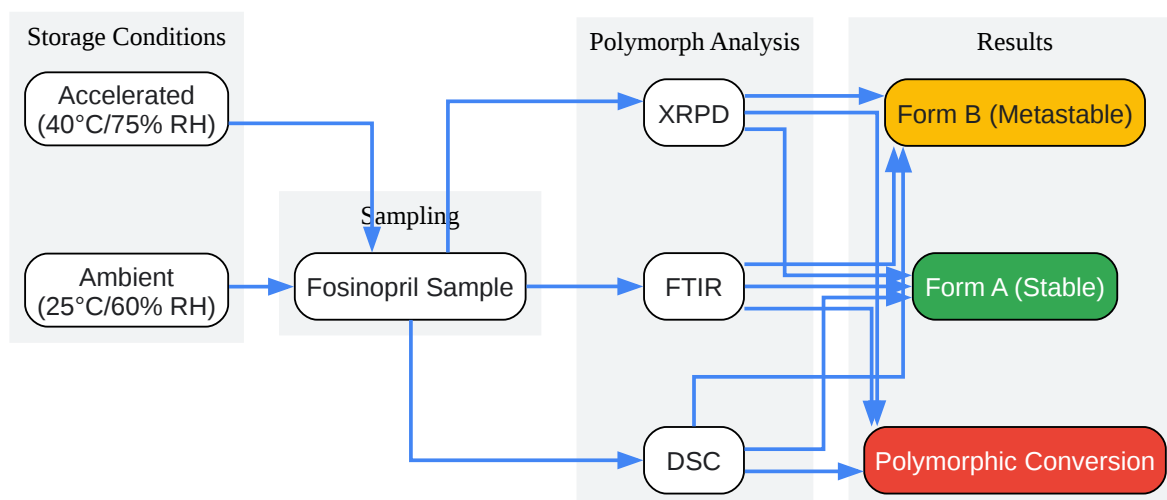 Storage Conditions
Accelerated
(40°C/75% RH)
Ambient
(25°C/60% RH)
Sampling
Fosinopril Sample
Polymorph Analysis
XRPD
FTIR
DSC
Results
Form B (Metastable)
Form A (Stable)
Polymorphic Conversion